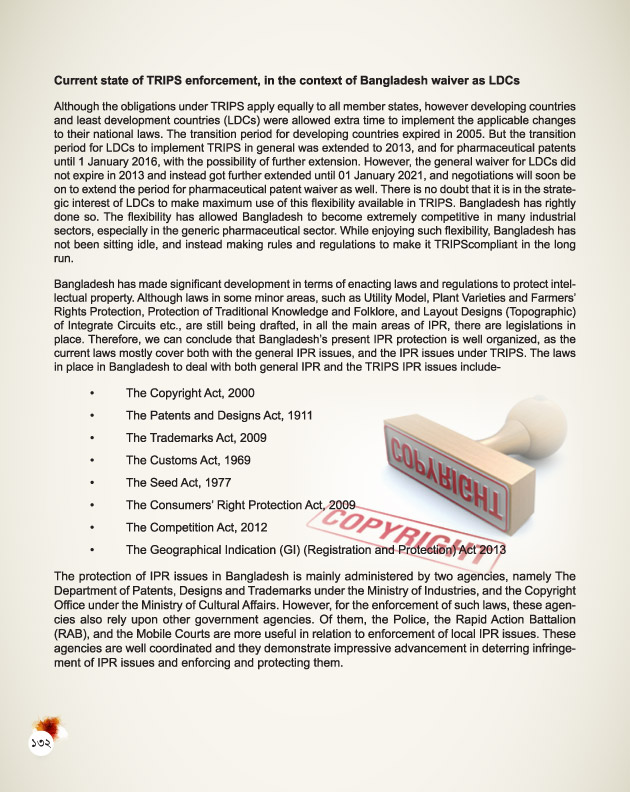 Current state of TRIPS enforcement, in the context of Bangladesh waiver as LDCs
Although the obligations under TRIPS apply equally to all member states, however developing countries
and least development countries (LDCs) were allowed extra time to implement the applicable changes
to their national laws. The transition period for developing countries expired in 2005. But the transition
period for LDCs to implement TRIPS in general was extended to 2013, and for pharmaceutical patents
until 1 January 2016, with the possibility of further extension. However, the general waiver for LDCs did
not expire in 2013 and instead got further extended until 01 January 2021, and negotiations will soon be
on to extend the period for pharmaceutical patent waiver as well. There is no doubt that it is in the strate-
gic interest of LDCs to make maximum use of this flexibility available in TRIPS. Bangladesh has rightly
done so. The flexibility has allowed Bangladesh to become extremely competitive in many industrial
sectors, especially in the generic pharmaceutical sector. While enjoying such flexibility, Bangladesh has
not been sitting idle, and instead making rules and regulations to make it TRIPScompliant in the long
run.
Bangladesh has made significant development in terms of enacting laws and regulations to protect intel-
lectual property. Although laws in some minor areas, such as Utility Model, Plant Varieties and Farmers'
Rights Protection, Protection of Traditional Knowledge and Folklore, and Layout Designs (Topographic)
of Integrate Circuits etc., are still being drafted, in all the main areas of IPR, there are legislations in
place. Therefore, we can conclude that Bangladesh's present IPR protection is well organized, as the
current laws mostly cover both with the general IPR issues, and the IPR issues under TRIPS. The laws
in place in Bangladesh to deal with both general IPR and the TRIPS IPR issues include-
• The Copyright Act, 2000
• The Patents and Designs Act, 1911
• The Trademarks Act, 2009
• The Customs Act, 1969
• The Seed Act, 1977
• The Consumers' Right Protection Act, 2009
• The Competition Act, 2012
• The Geographical Indication (GI) (Registration and Protection) Act 2013
COPYRIGHT
COPYRIGHT
The protection of IPR issues in Bangladesh is mainly administered by two agencies, namely The
Department of Patents, Designs and Trademarks under the Ministry of Industries, and the Copyright
Office under the Ministry of Cultural Affairs. However, for the enforcement of such laws, these agen-
cies also rely upon other government agencies. Of them, the Police, the Rapid Action Battalion
(RAB), and the Mobile Courts are more useful in relation to enforcement of local IPR issues. These
agencies are well coordinated and they demonstrate impressive advancement in deterring infringe-
ment of IPR issues and enforcing and protecting them.
১৩২